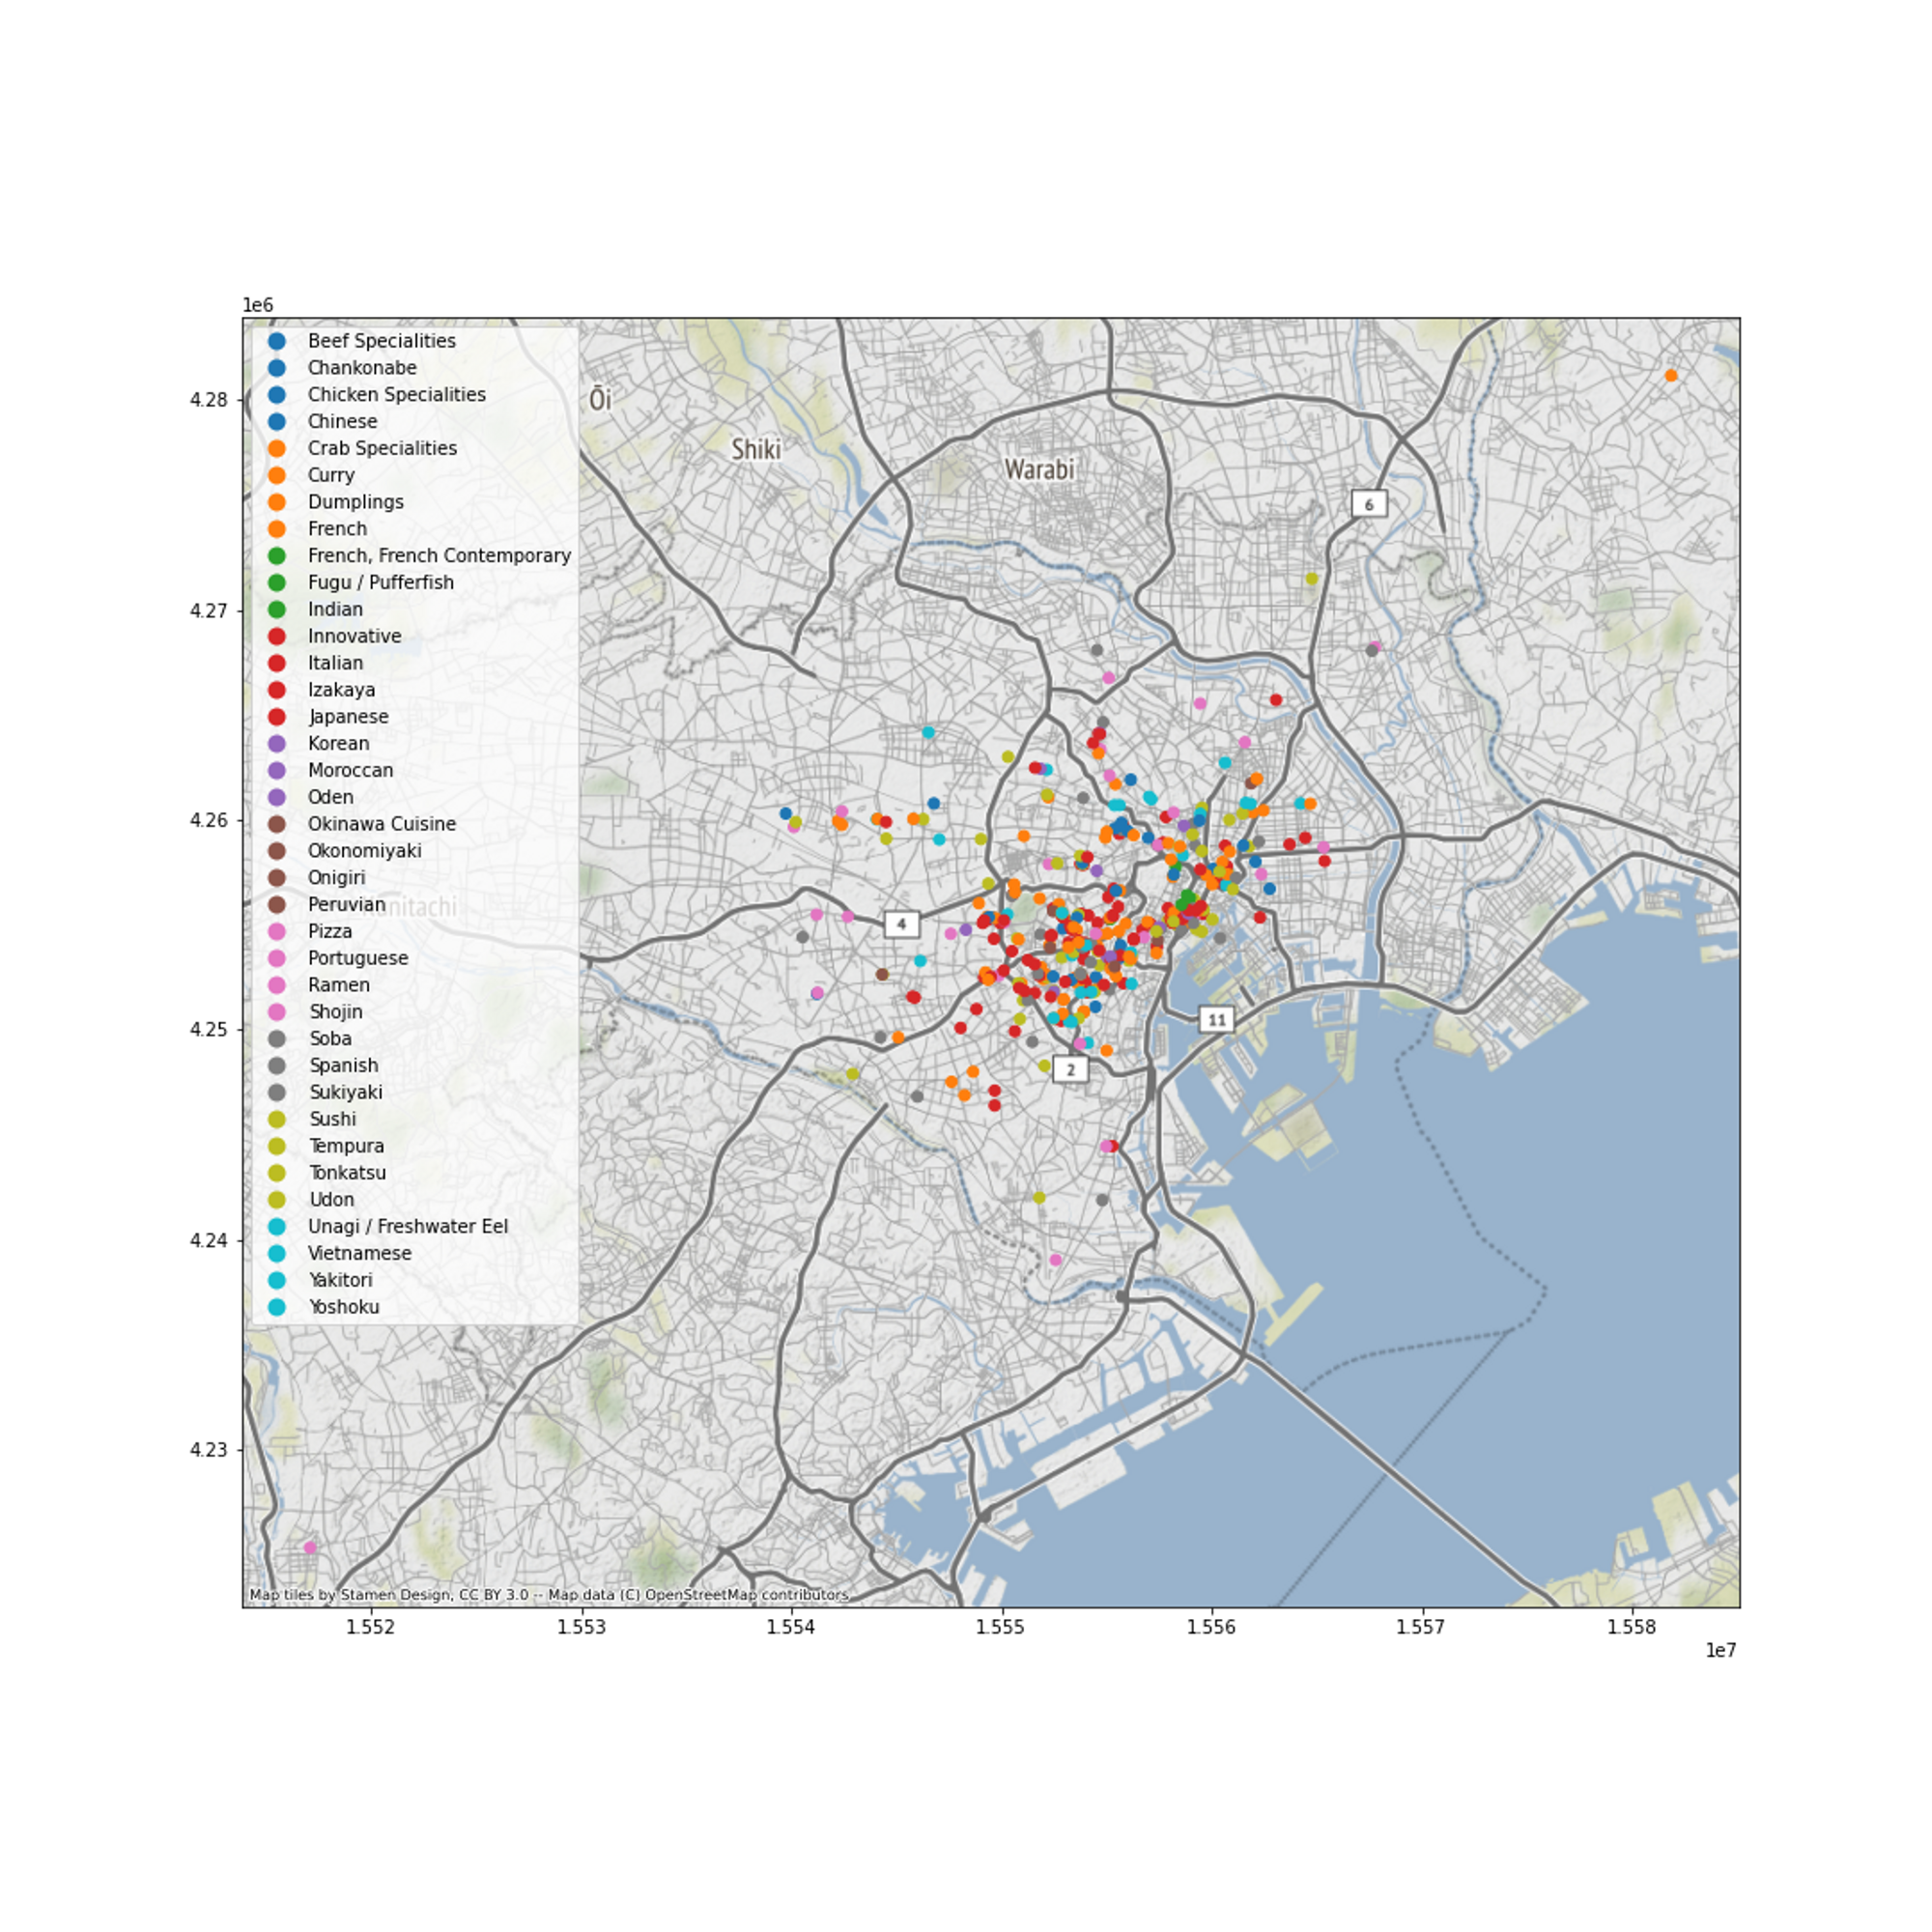 1e6
Beef Specialities
Chankonabe
Chicken Specialities
Chinese
Crab Specialities
Curry
Dumplings
French
French, French Contemporary
Fugu / Pufferfish
Indian
Innovative
Italian
Izakaya
Japanese
Korean
Moroccan
Oden
Okinawa Cuisine
Okonomiyaki
Onigiri
Peruvian
Pizza
Portuguese
Ramen
Shojin
Soba
Spanish
Sukiyaki
Sushi
Tempura
Tonkatsu
Udon
Unagi / Freshwater Eel
Vietnamese
Yakitori
Yoshoku
4.28
4.27
4.26
4.25
4.24
4.23
Ōi
Shiki
Warabi
6
4
11
2
Map tiles by Stamen Design, CC BY 3.0 -- Map data (C) OpenStreetMap contributors
1.552
1.553
1.554
1.555
1.556
1.557
1.558
1e7